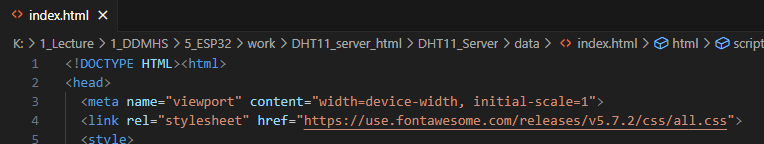 index.html
K: > 1_Lecture > 1_DDMHS > 5_ESP32 > work > DHT11_server_html > DHT11_Server > data > index.html > html > script
1 <!DOCTYPE HTML><html>
2 <head>
3 <meta name="viewport" content="width=device-width, initial-scale=1">
4 <link rel="stylesheet" href="https://use.fontawesome.com/releases/v5.7.2/css/all.css">
5 <style>